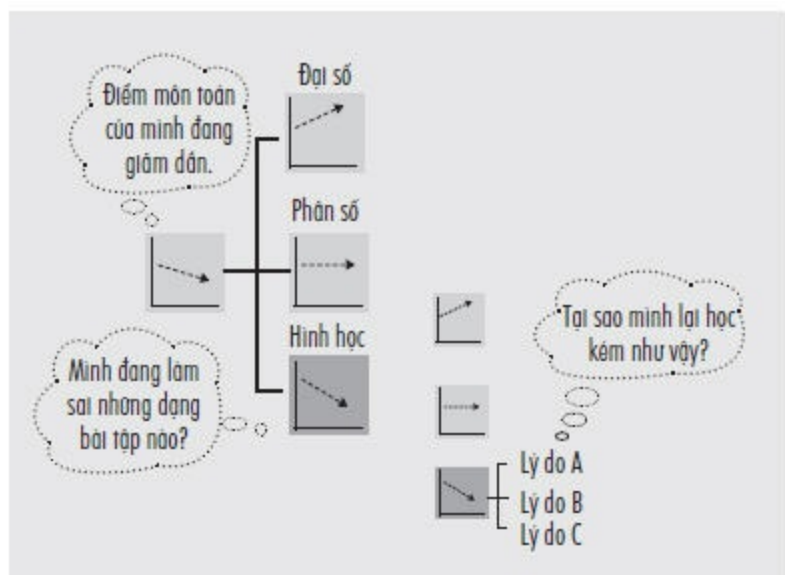 Điểm môn toán
của mình đang
giảm dần.
Đại số
Phân số
Hình học
Mình đang làm
sai những dạng
bài tập nào?
Tại sao mình lại học
kém như vậy?
Lý do A
Lý do B
Lý do C